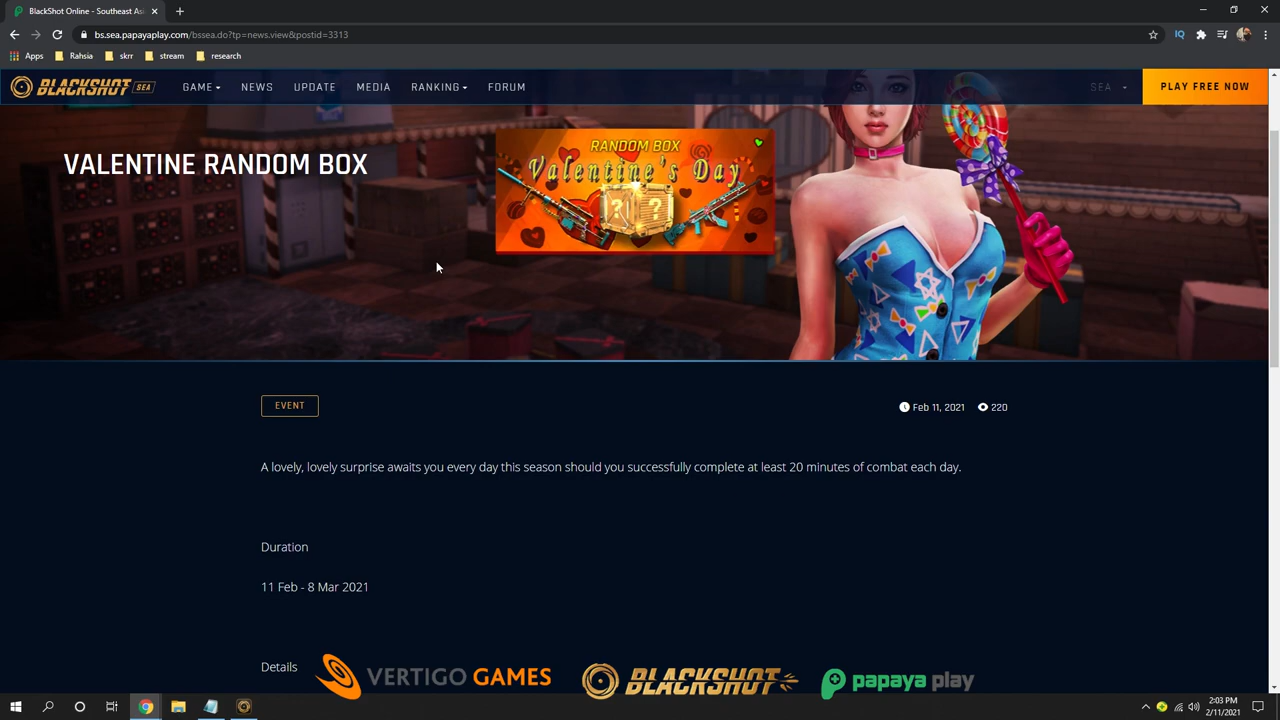 BlackShot Online - Southeast Asi
bs.sea.papayaplay.com/bssea.do?tp=news.view&postid=3313
IQ
Apps Rahsia skrr stream research
BLACKSHOT SEA GAME NEWS UPDATE MEDIA RANKING FORUM SEA PLAY FREE NOW
VALENTINE RANDOM BOX
RANDOM BOX
Valentine's Day
? ?
EVENT Feb 11, 2021 220
A lovely, lovely surprise awaits you every day this season should you successfully complete at least 20 minutes of combat each day.
Duration
11 Feb - 8 Mar 2021
Details
VERTIGO GAMES BLACKSHOT papaya play
2:03 PM
2/11/2021